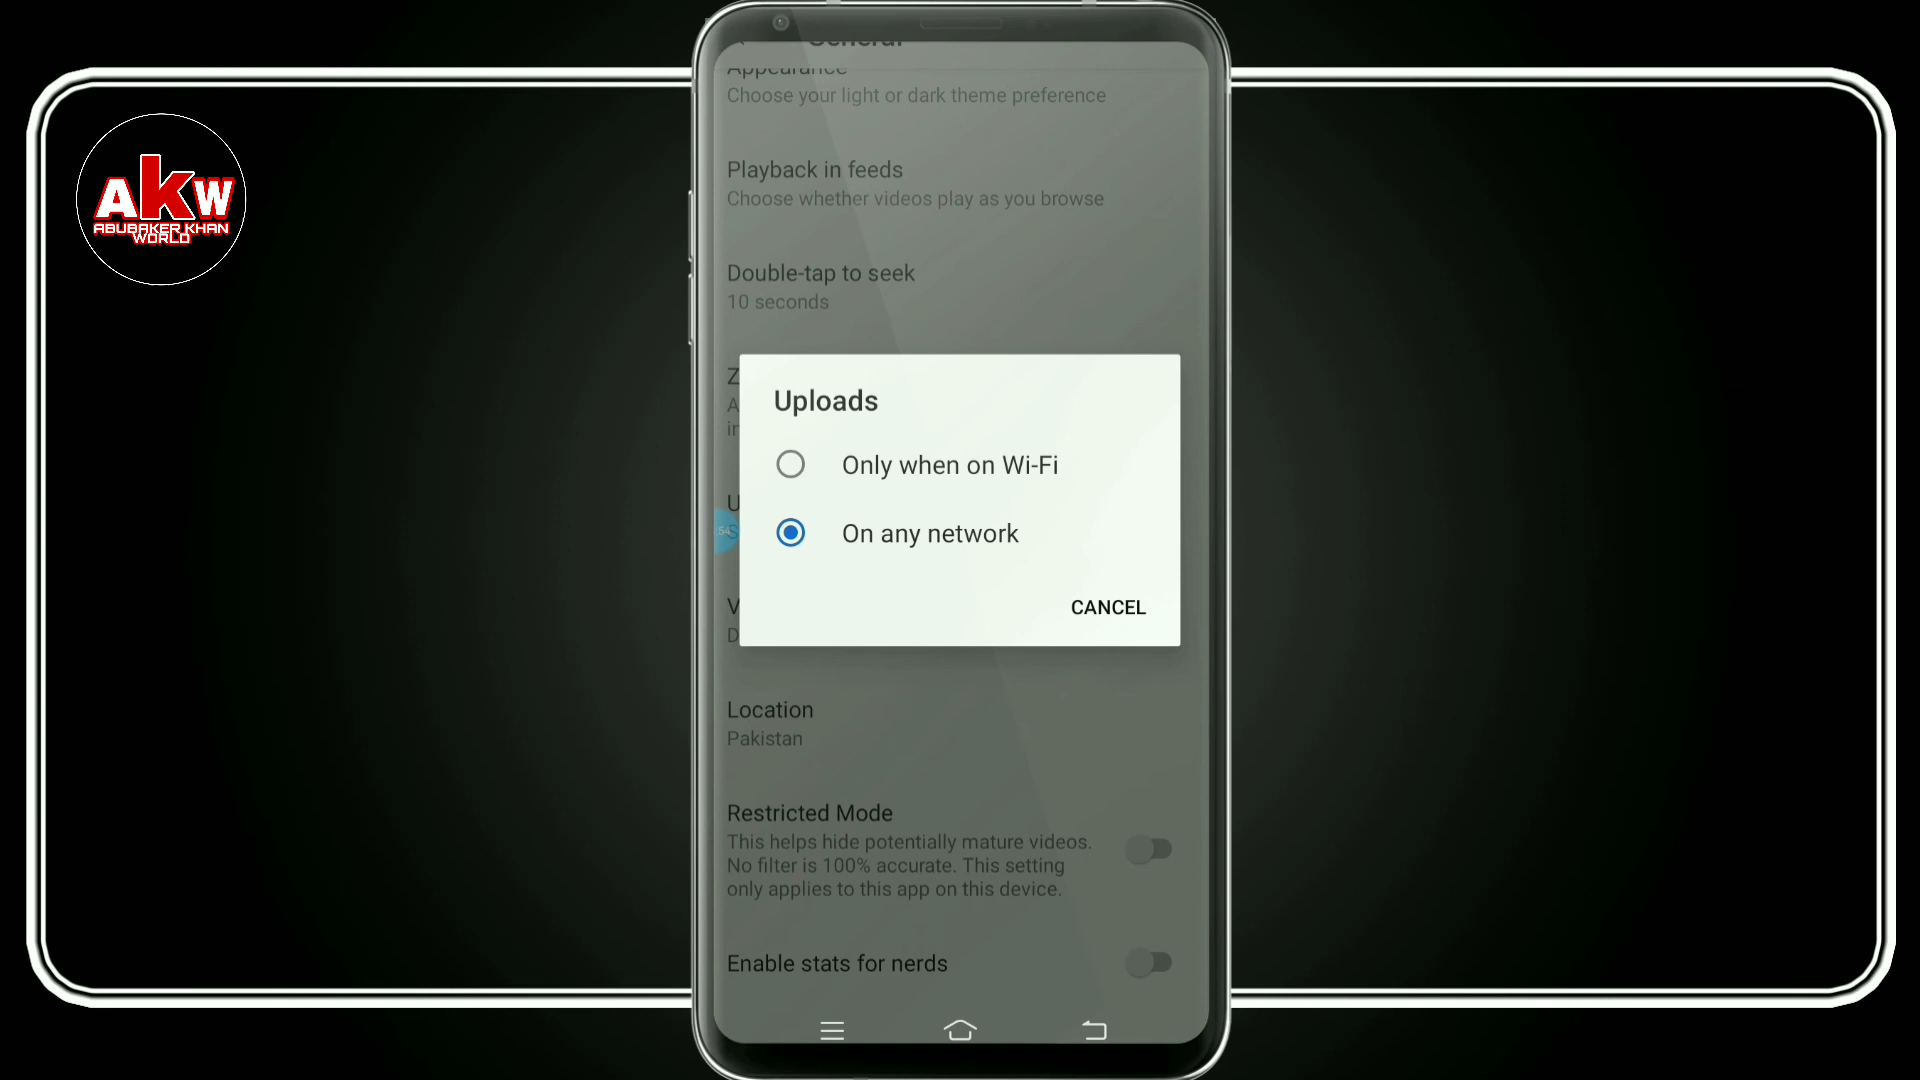 General
Appearance
Choose your light or dark theme preference
Playback in feeds
Choose whether videos play as you browse
Double-tap to seek
10 seconds
Uploads
Only when on Wi-Fi
On any network
CANCEL
Location
Pakistan
Restricted Mode
This helps hide potentially mature videos.
No filter is 100% accurate. This setting
only applies to this app on this device.
Enable stats for nerds
AKW
ABUBAKER KHAN
WORLD